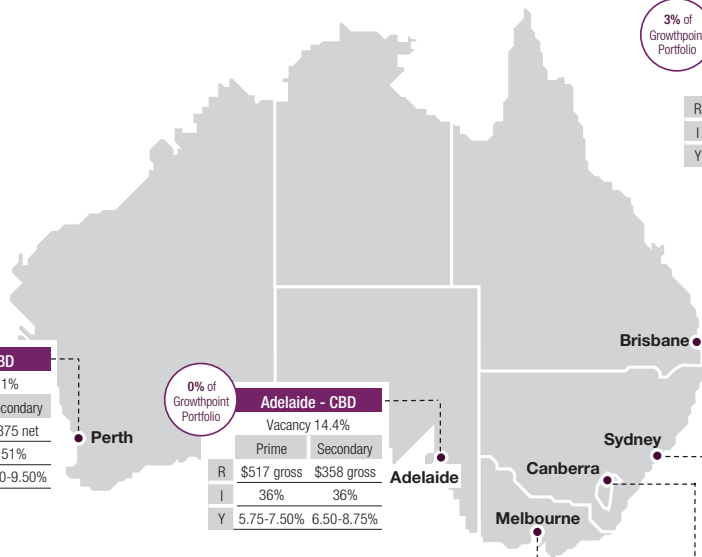 3% of
Growthpoint
Portfolio
R
I
Y
Brisbane
Sydney
Canberra
Melbourne
Adelaide
Perth
BD
1%
condary
375 net
51%
0-9.50%
0% of
Growthpoint
Portfolio
Adelaide - CBD
Vacancy 14.4%
Prime Secondary
R $517 gross $358 gross
I 36% 36%
Y 5.75-7.50% 6.50-8.75%